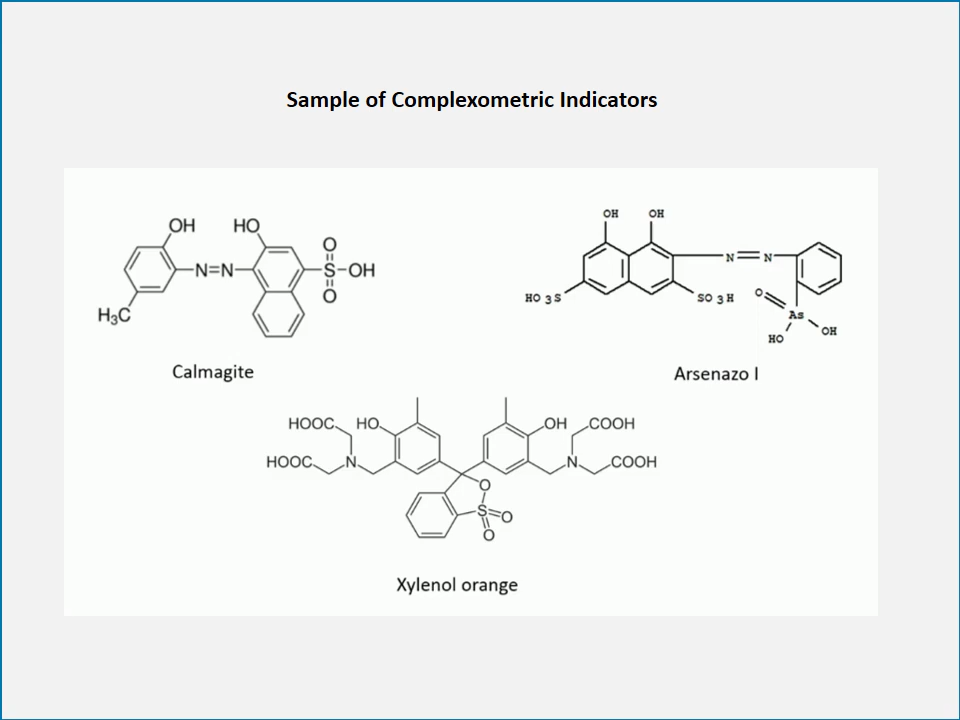 Sample of Complexometric Indicators
OH HO
N=N
O
S-OH
O
H₃C
Calmagite
OH OH
N=N
HO 3S SO 3H
O
As
HO OH
Arsenazo I
HOOC HO OH COOH
HOOC N N COOH
O
S=O
O
Xylenol orange